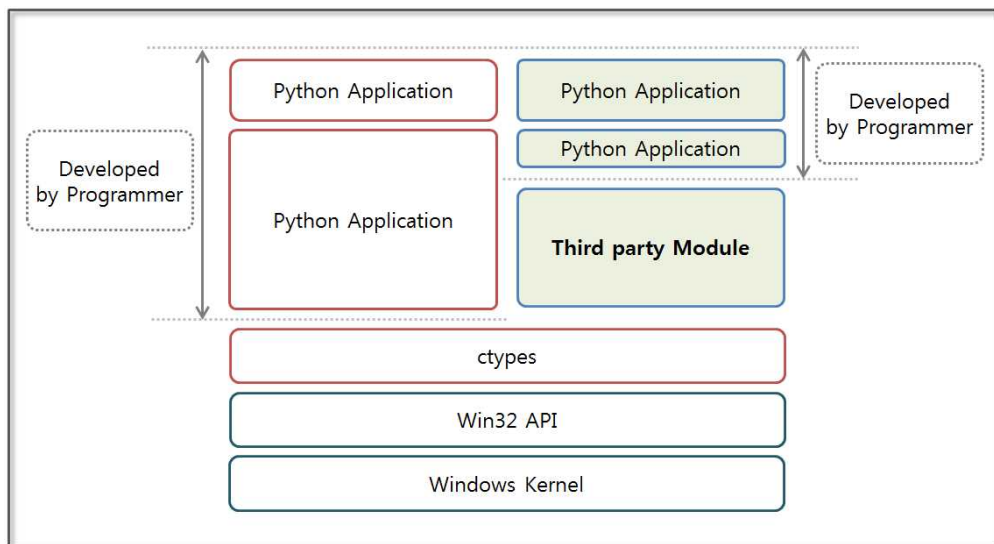 Python Application
Python Application
Developed
by Programmer
Python Application
Developed
by Programmer
Python Application
Third party Module
ctypes
Win32 API
Windows Kernel